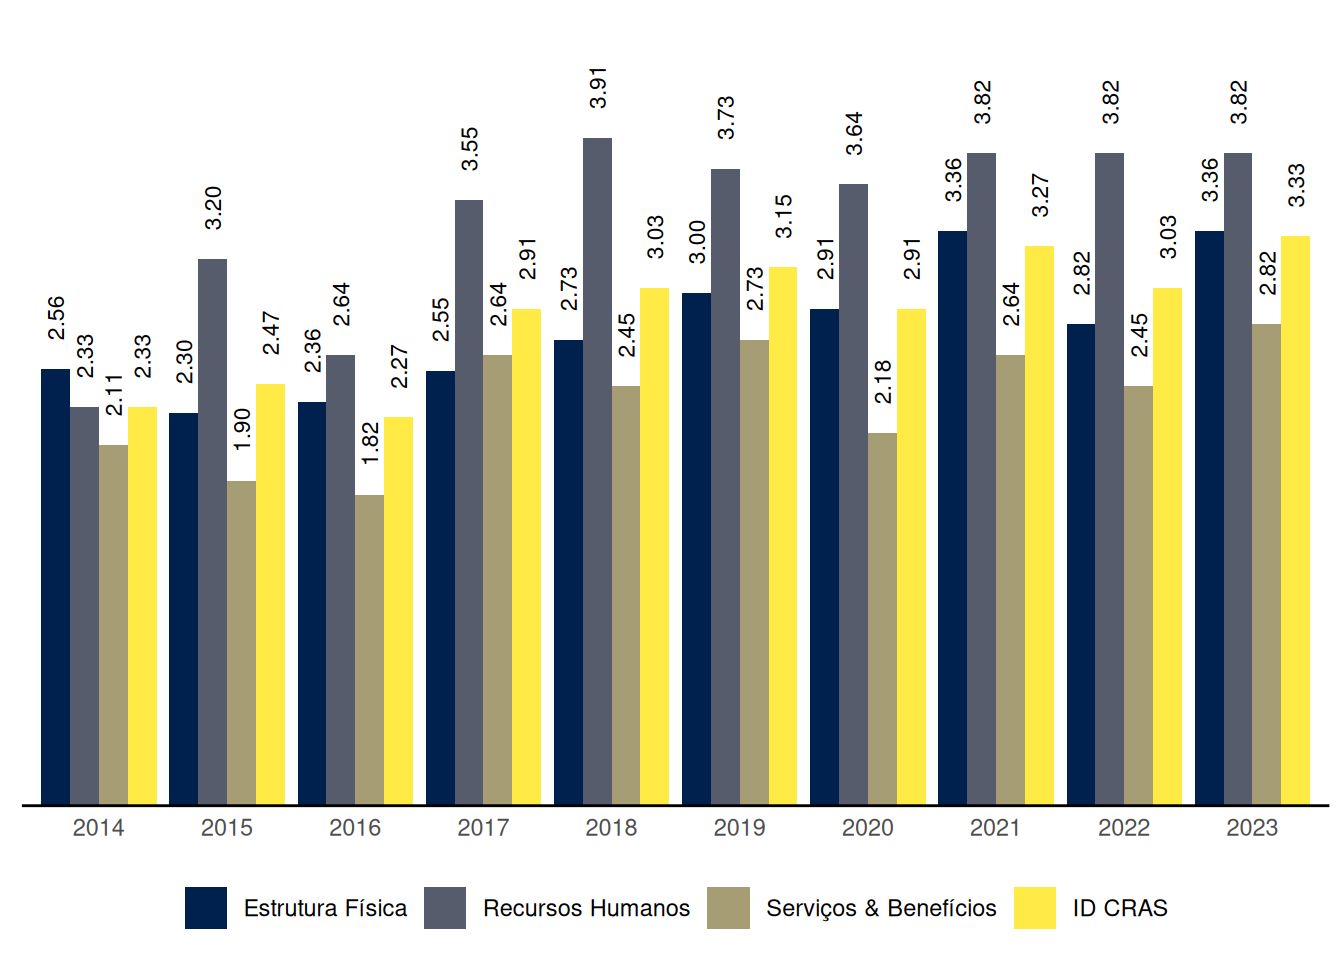 2.56 2.33 2.11 2.33
2.30 3.20 1.90 2.47
2.36 2.64 1.82 2.27
2.55 3.55 2.64 2.91
2.73 3.91 2.45 3.03
3.00 3.73 2.73 3.15
2.91 3.64 2.18 2.91
3.36 3.82 2.64 3.27
2.82 3.82 2.45 3.03
3.36 3.82 2.82 3.33
2014 2015 2016 2017 2018 2019 2020 2021 2022 2023
Estrutura Física Recursos Humanos Serviços & Benefícios ID CRAS